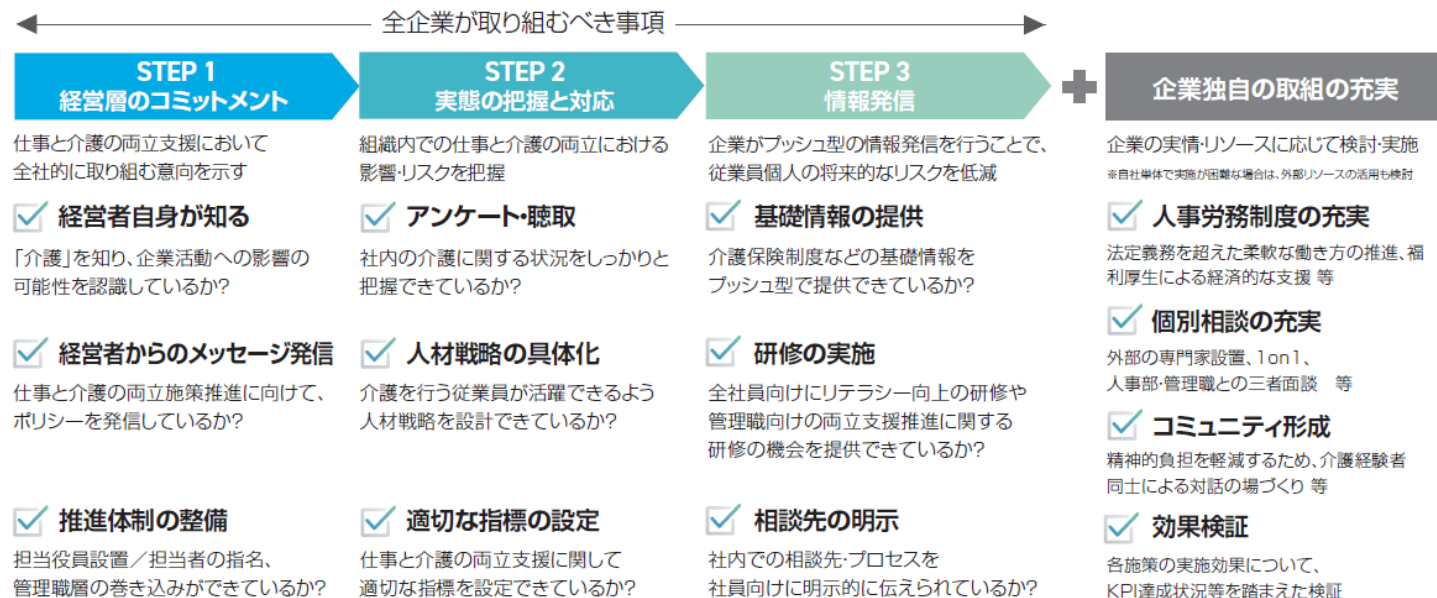 全企業が取り組むべき事項
STEP 1
経営層のコミットメント
仕事と介護の両立支援において
全社的に取り組む意向を示す
経営者自身が知る
「介護」を知り、企業活動への影響の
可能性を認識しているか?
経営者からのメッセージ発信
仕事と介護の両立施策推進に向けて、
ポリシーを発信しているか?
推進体制の整備
担当役員設置／担当者の指名、
管理職層の巻き込みができているか?
STEP 2
実態の把握と対応
組織内での仕事と介護の両立における
影響・リスクを把握
アンケート・聴取
社内の介護に関する状況をしっかりと
把握できているか?
人材戦略の具体化
介護を行う従業員が活躍できるよう
人材戦略を設計できているか?
適切な指標の設定
仕事と介護の両立支援に関して
適切な指標を設定できているか?
STEP 3
情報発信
企業がプッシュ型の情報発信を行うことで、
従業員個人の将来的なリスクを低減
基礎情報の提供
介護保険制度などの基礎情報を
プッシュ型で提供できているか?
研修の実施
全社員向けにリテラシー向上の研修や
管理職向けの両立支援推進に関する
研修の機会を提供できているか?
相談先の明示
社内での相談先・プロセスを
社員向けに明示的に伝えられているか?
企業独自の取組の充実
企業の実情・リソースに応じて検討・実施
※自社単体で実施が困難な場合は、外部リソースの活用も検討
人事労務制度の充実
法定義務を超えた柔軟な働き方の推進、福
利厚生による経済的な支援 等
個別相談の充実
外部の専門家設置、1on1、
人事部・管理職との三者面談 等
コミュニティ形成
精神的負担を軽減するため、介護経験者
同士による対話の場づくり 等
効果検証
各施策の実施効果について、
KPI達成状況等を踏まえた検証